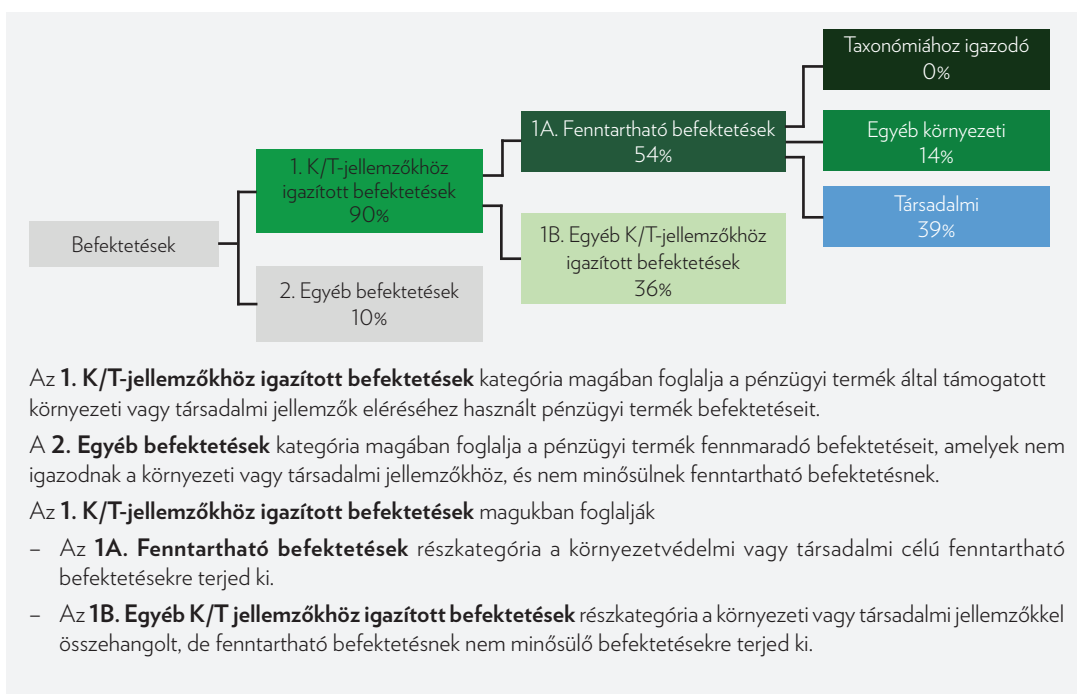 Taxonómiához igazodó
0%
1A. Fenntartható befektetések
54%
Egyéb környezeti
14%
1. K/T-jellemzőkhöz
igazított befektetések
90%
Társadalmi
39%
Befektetések
1B. Egyéb K/T-jellemzőkhöz
igazított befektetések
36%
2. Egyéb befektetések
10%
Az 1. K/T-jellemzőkhöz igazított befektetések kategória magában foglalja a pénzügyi termék által támogatott
környezeti vagy társadalmi jellemzők eléréséhez használt pénzügyi termék befektetéseit.
A 2. Egyéb befektetések kategória magában foglalja a pénzügyi termék fennmaradó befektetéseit, amelyek nem
igazodnak a környezeti vagy társadalmi jellemzőkhöz, és nem minősülnek fenntartható befektetésnek.
Az 1. K/T-jellemzőkhöz igazított befektetések magukban foglalják
– Az 1A. Fenntartható befektetések részkategória a környezetvédelmi vagy társadalmi célú fenntartható
befektetésekre terjed ki.
– Az 1B. Egyéb K/T jellemzőkhöz igazított befektetések részkategória a környezeti vagy társadalmi jellemzőkkel
összehangolt, de fenntartható befektetésnek nem minősülő befektetésekre terjed ki.